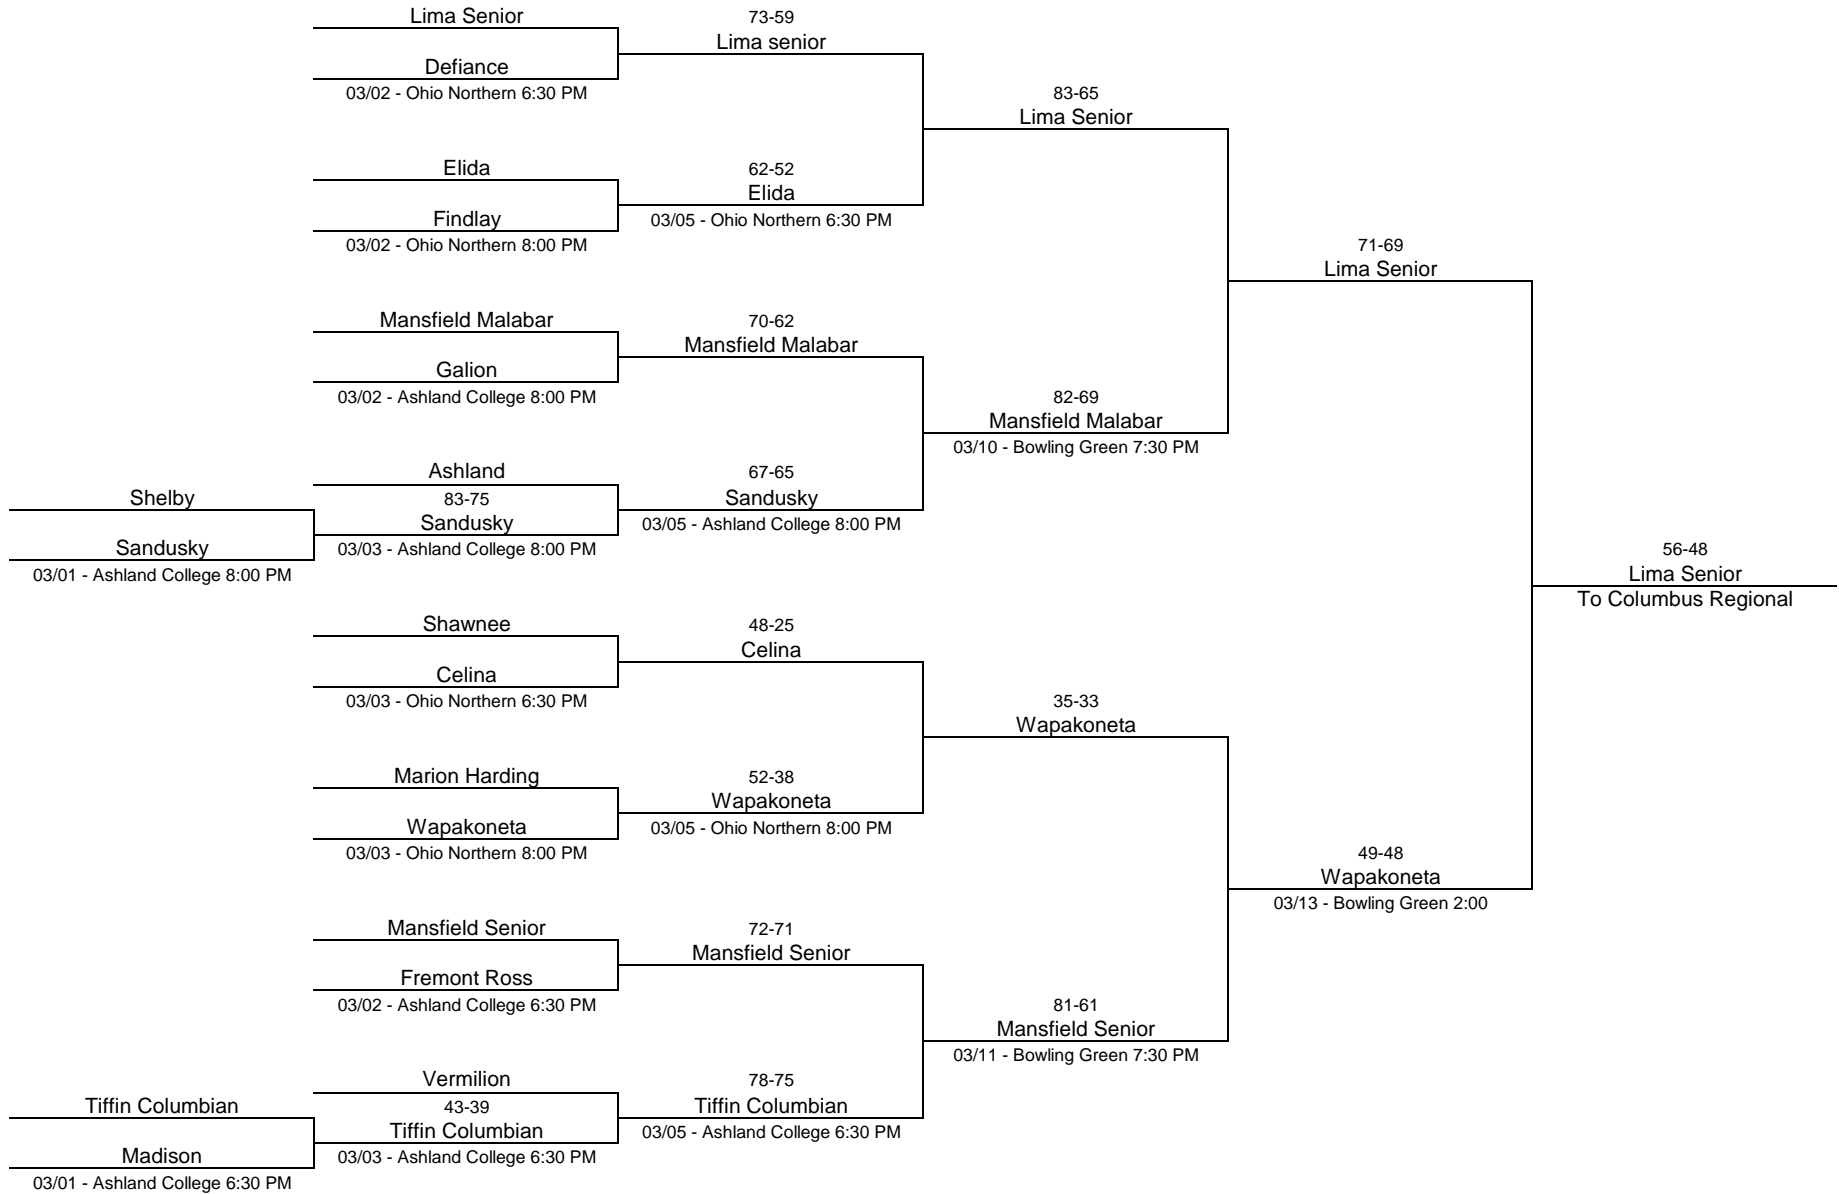 Lima Senior
Defiance
03/02 - Ohio Northern 6:30 PM
73-59
Lima senior
Elida
Findlay
03/02 - Ohio Northern 8:00 PM
62-52
Elida
03/05 - Ohio Northern 6:30 PM
83-65
Lima Senior
Mansfield Malabar
Galion
03/02 - Ashland College 8:00 PM
70-62
Mansfield Malabar
Shelby
Sandusky
03/01 - Ashland College 8:00 PM
Ashland
83-75
Sandusky
03/03 - Ashland College 8:00 PM
67-65
Sandusky
03/05 - Ashland College 8:00 PM
82-69
Mansfield Malabar
03/10 - Bowling Green 7:30 PM
71-69
Lima Senior
Shawnee
Celina
03/03 - Ohio Northern 6:30 PM
48-25
Celina
Marion Harding
Wapakoneta
03/03 - Ohio Northern 8:00 PM
52-38
Wapakoneta
03/05 - Ohio Northern 8:00 PM
35-33
Wapakoneta
Mansfield Senior
Fremont Ross
03/02 - Ashland College 6:30 PM
72-71
Mansfield Senior
Tiffin Columbian
Madison
03/01 - Ashland College 6:30 PM
Vermilion
43-39
Tiffin Columbian
03/03 - Ashland College 6:30 PM
78-75
Tiffin Columbian
03/05 - Ashland College 6:30 PM
81-61
Mansfield Senior
03/11 - Bowling Green 7:30 PM
49-48
Wapakoneta
03/13 - Bowling Green 2:00
56-48
Lima Senior
To Columbus Regional